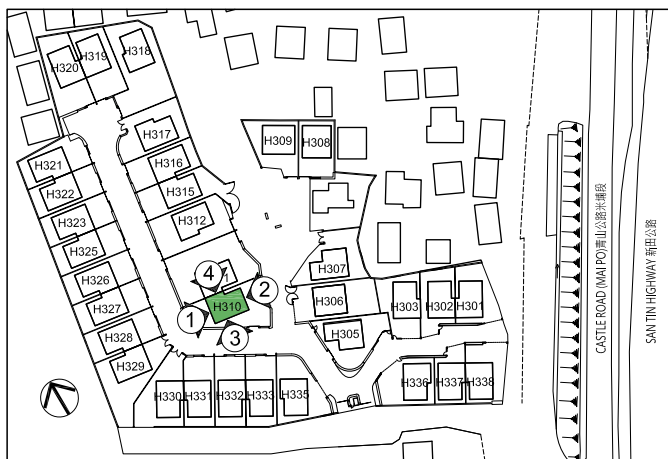 H320
H319
H318
H317
H316
H315
H312
H309
H308
H321
H322
H323
H325
H326
H327
H328
H329
4
1
2
1
H310
3
H307
H306
H305
H303
H302
H301
H330
H331
H332
H333
H335
H336
H337
H338
CASTLE ROAD (MAI PO)青山公路米埔段
SAN TIN HIGHWAY 新田公路